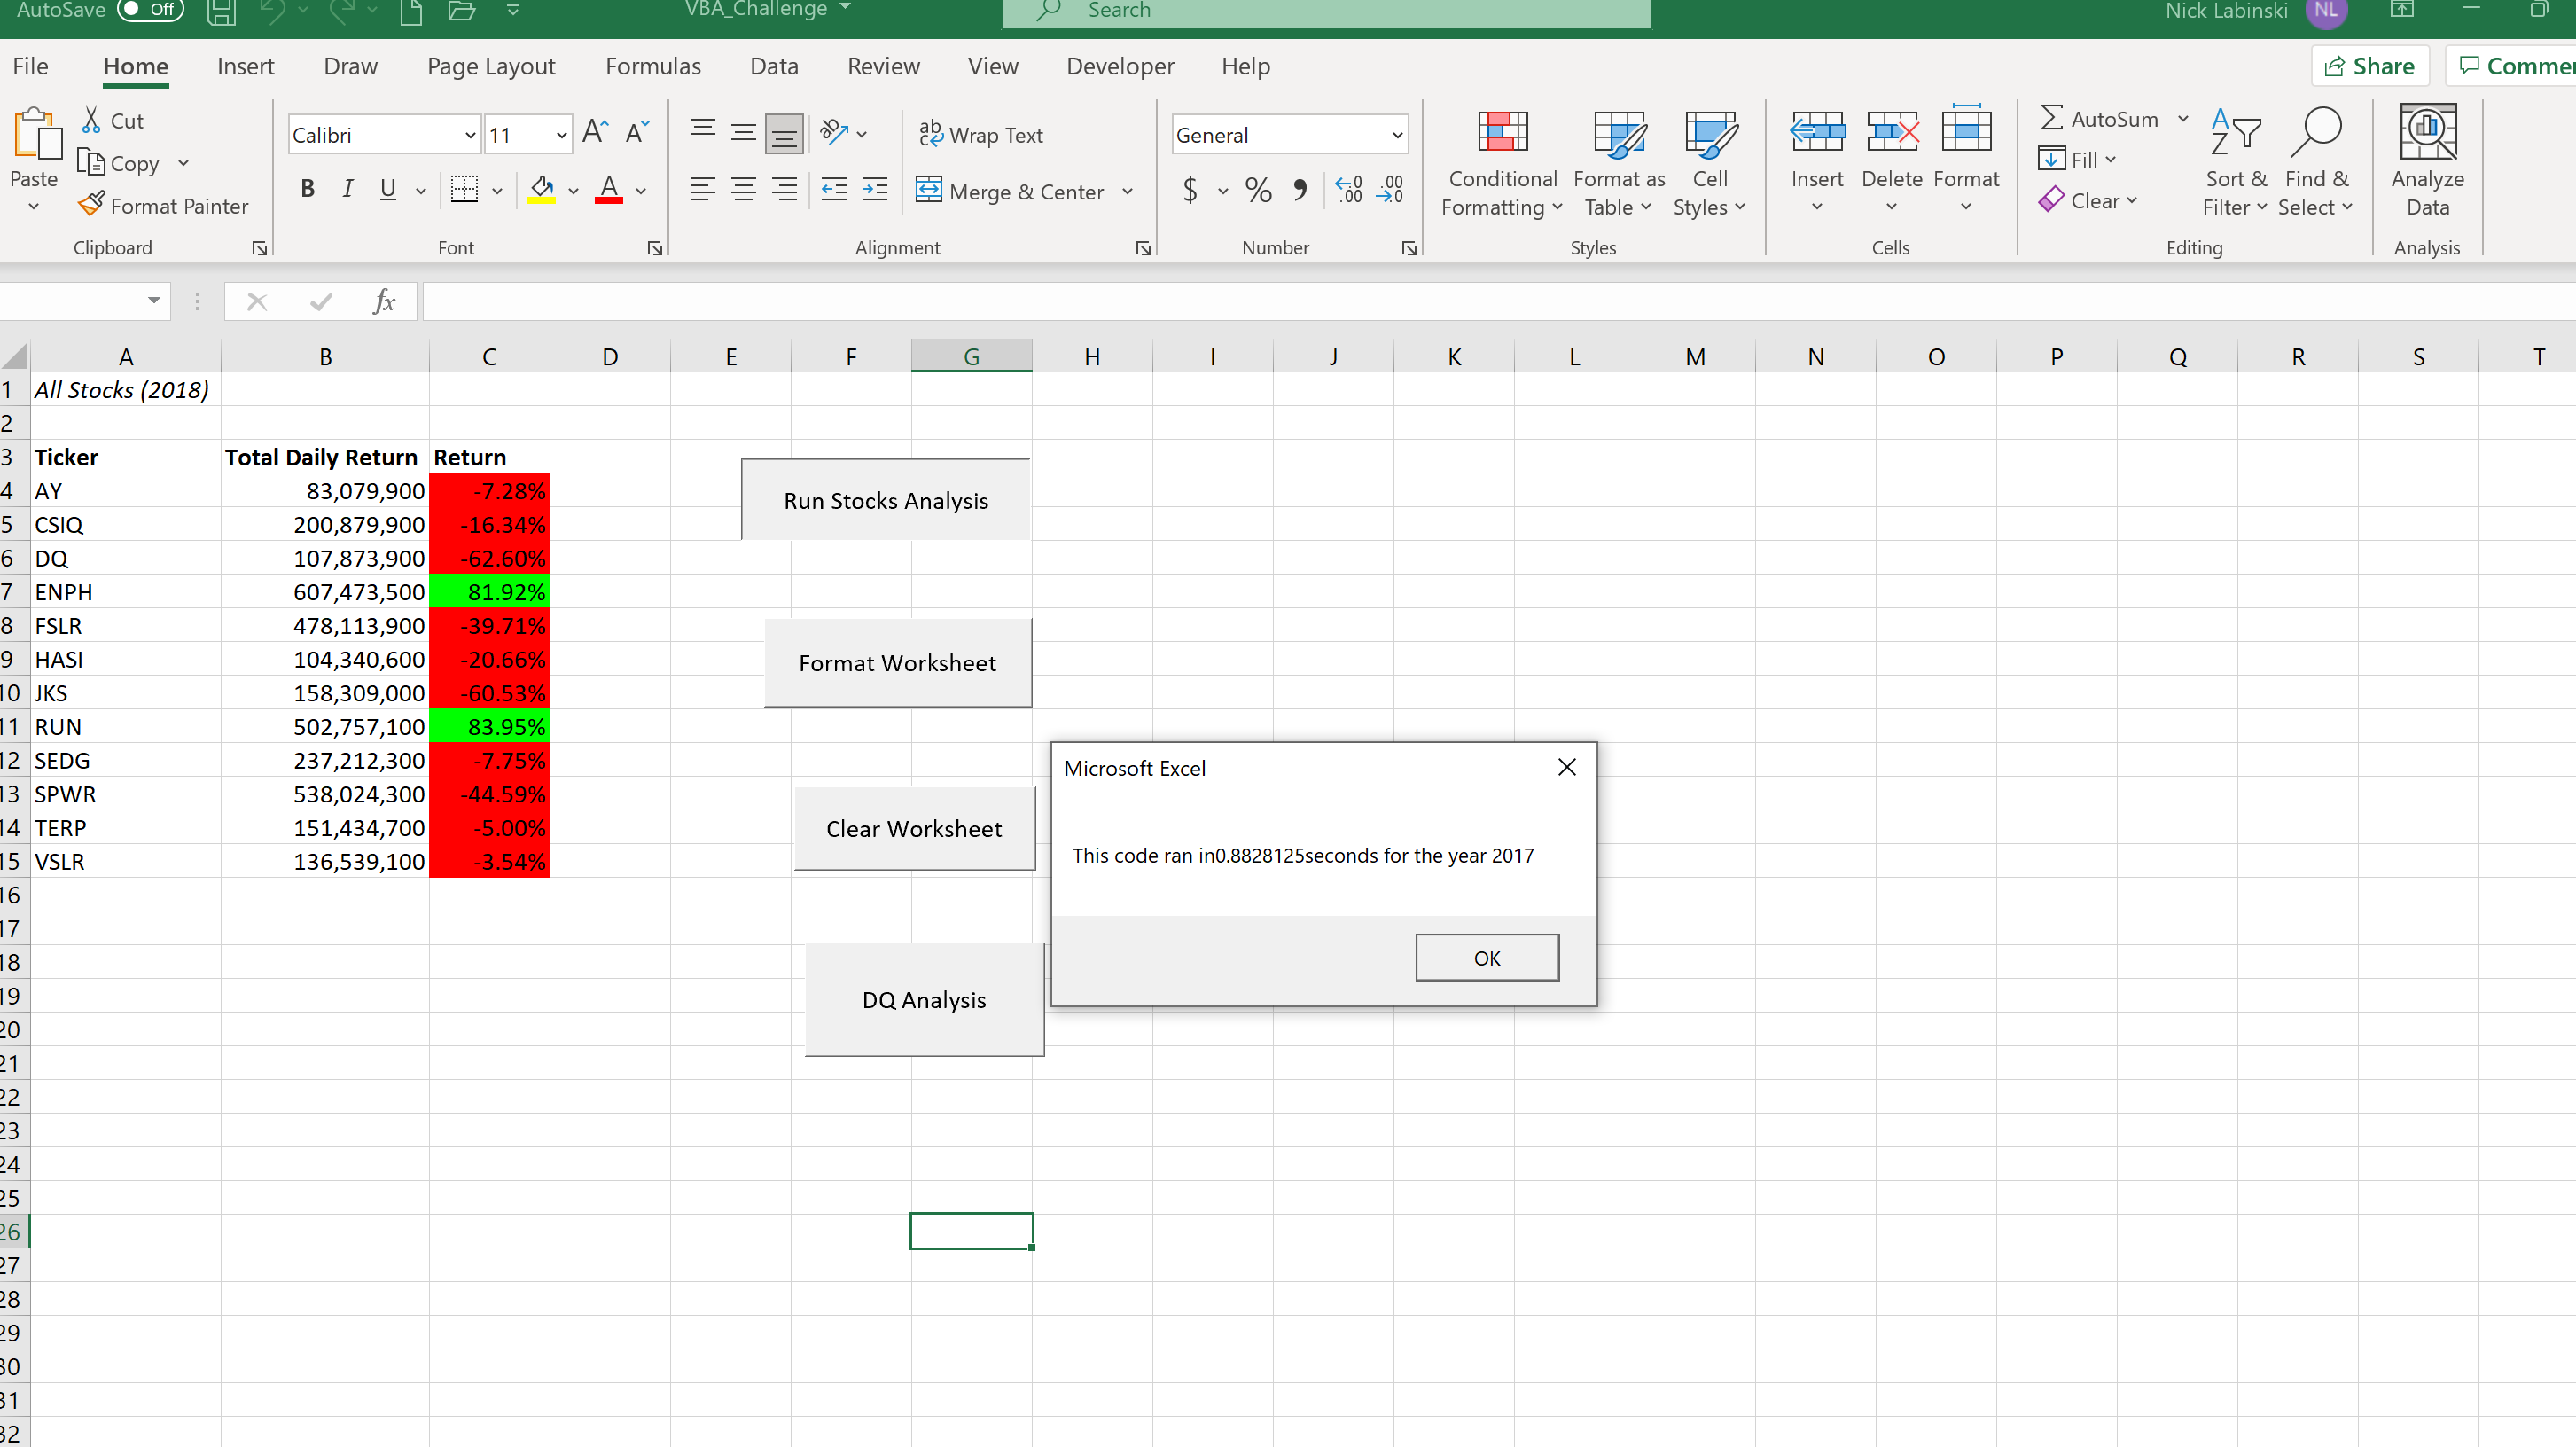 AutoSave Off VBA_Challenge Search Nick Labinski NL
File Home Insert Draw Page Layout Formulas Data Review View Developer Help Share Commen
Paste Cut Copy Format Painter Clipboard
Calibri 11 A A B I U A Font
ab c Wrap Text Merge & Center Alignment
General $ % 9 .00 .0 Number
Conditional Formatting Format as Table Cell Styles Styles
Insert Delete Format Cells
AutoSum Fill Clear Sort & Filter Find & Select Editing
Analyze Data Analysis
fx
A B C D E F G H I J K L M N O P Q R S T
1 All Stocks (2018)
2
3 Ticker Total Daily Return Return
4 AY 83,079,900 -7.28%
5 CSIQ 200,879,900 -16.34%
6 DQ 107,873,900 -62.60%
7 ENPH 607,473,500 81.92%
8 FSLR 478,113,900 -39.71%
9 HASI 104,340,600 -20.66%
10 JKS 158,309,000 -60.53%
11 RUN 502,757,100 83.95%
12 SEDG 237,212,300 -7.75%
13 SPWR 538,024,300 -44.59%
14 TERP 151,434,700 -5.00%
15 VSLR 136,539,100 -3.54%
16
17
18
19
20
21
22
23
24
25
26
27
28
29
30
31
32
Run Stocks Analysis
Format Worksheet
Clear Worksheet
DQ Analysis
Microsoft Excel
This code ran in0.8828125seconds for the year 2017
OK